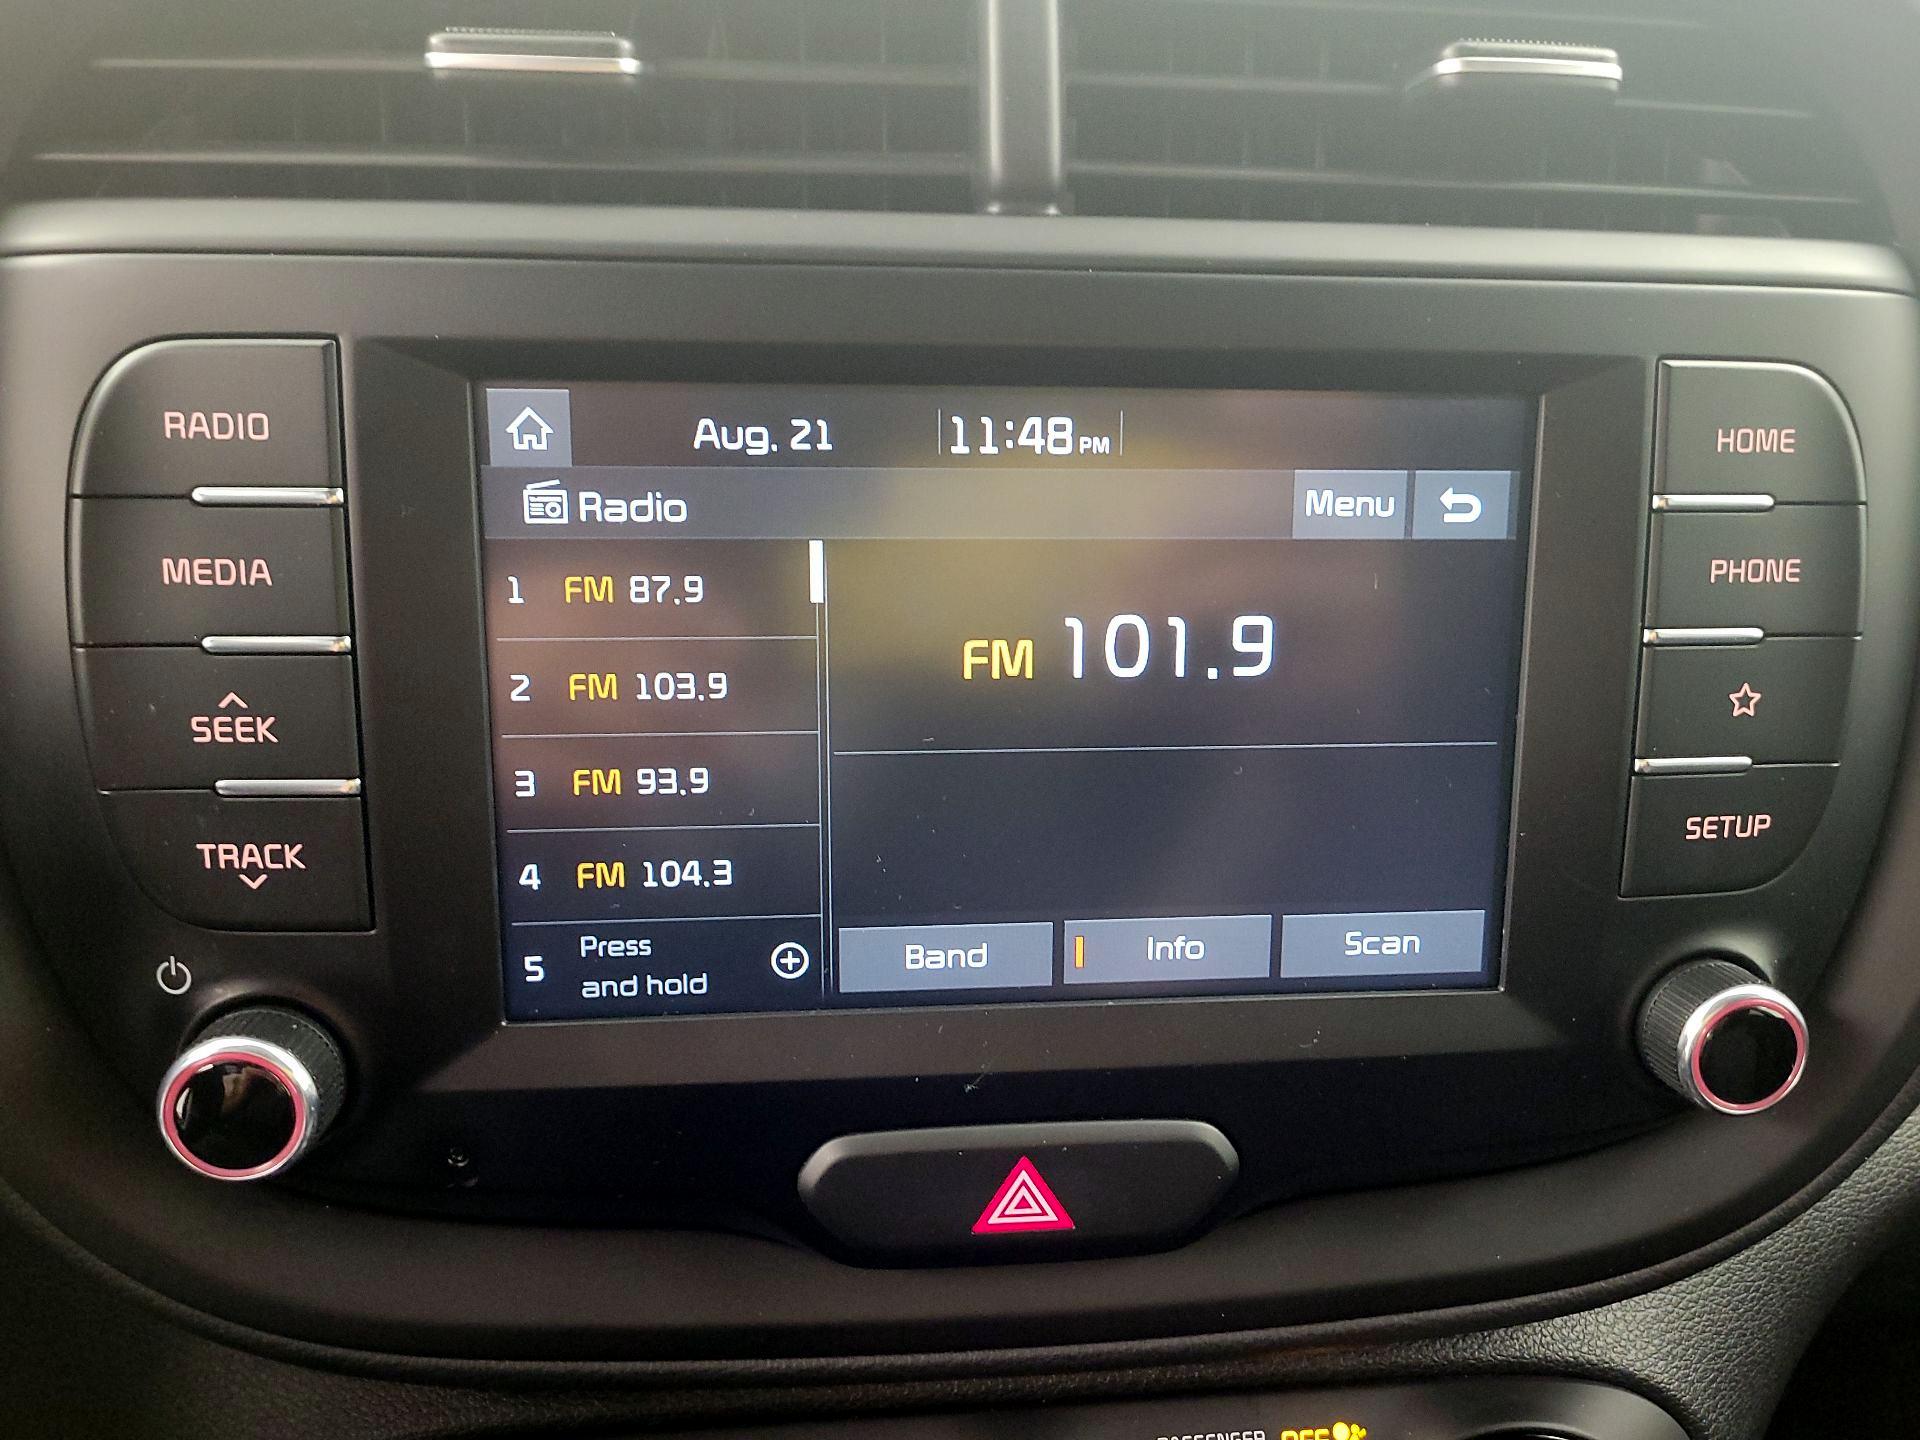 RADIO
MEDIA
SEEK
TRACK
Aug. 21
11:48 PM
Radio
Menu
1 FM 87.9
2 FM 103.9
3 FM 93.9
4 FM 104.3
5 Press
and hold
FM 101.9
Band
Info
Scan
HOME
PHONE
SETUP
PASSENGER OFF